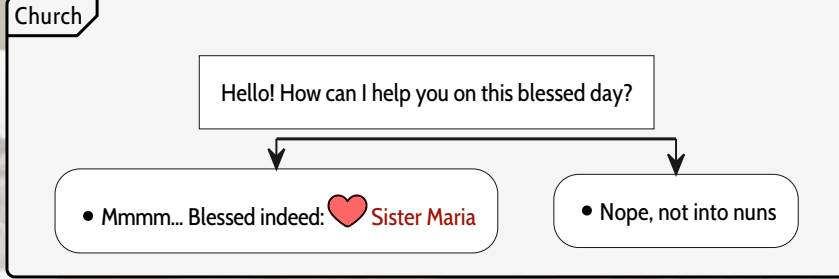 Church
Hello! How can I help you on this blessed day?
• Mmmm... Blessed indeed: ❤ Sister Maria
• Nope, not into nuns